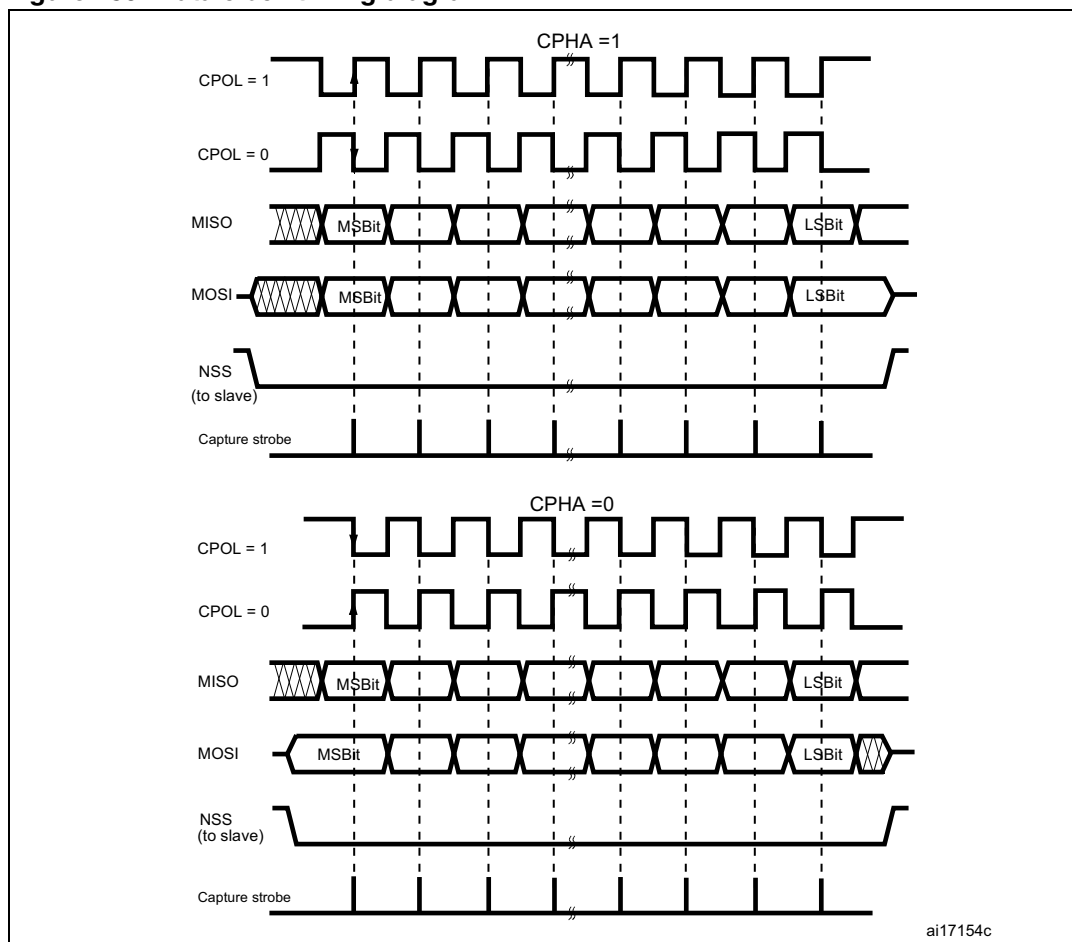 CPHA =1
CPOL = 1
CPOL = 0
MISO
MSBit
LSBit
MOSI
MSBit
LSBit
NSS
(to slave)
Capture strobe
CPHA =0
CPOL = 1
CPOL = 0
MISO
MSBit
LSBit
MOSI
MSBit
LSBit
NSS
(to slave)
Capture strobe
ai17154c